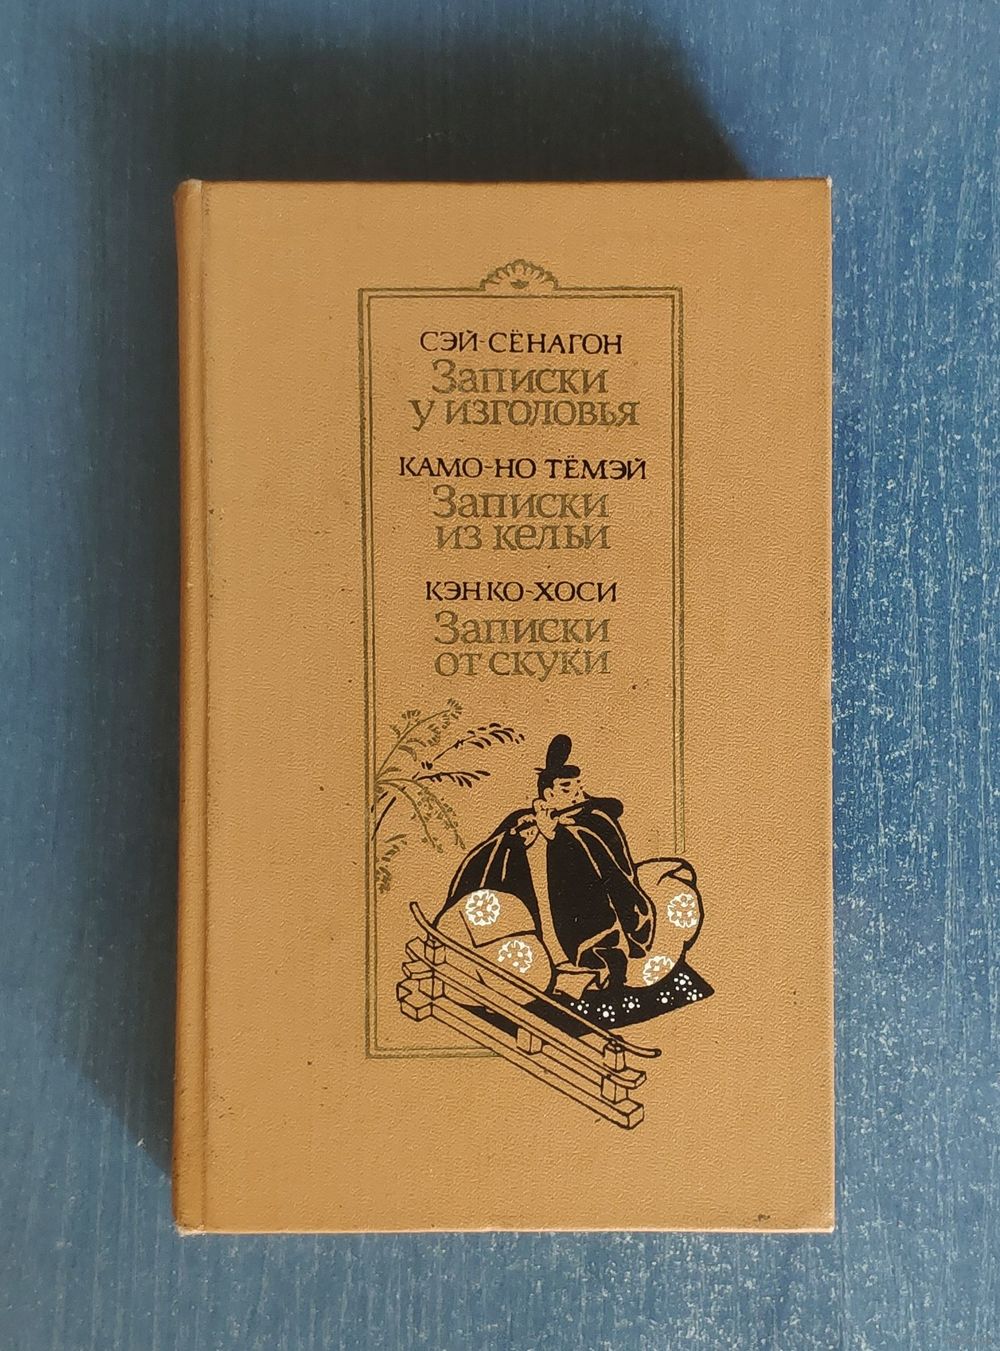 СЭЙ-СЁНАГОН
Записки
у изголовья
КАМО-НО ТЁМЭЙ
Записки
из кельи
КЭНКО-ХОСИ
Записки
от скуки